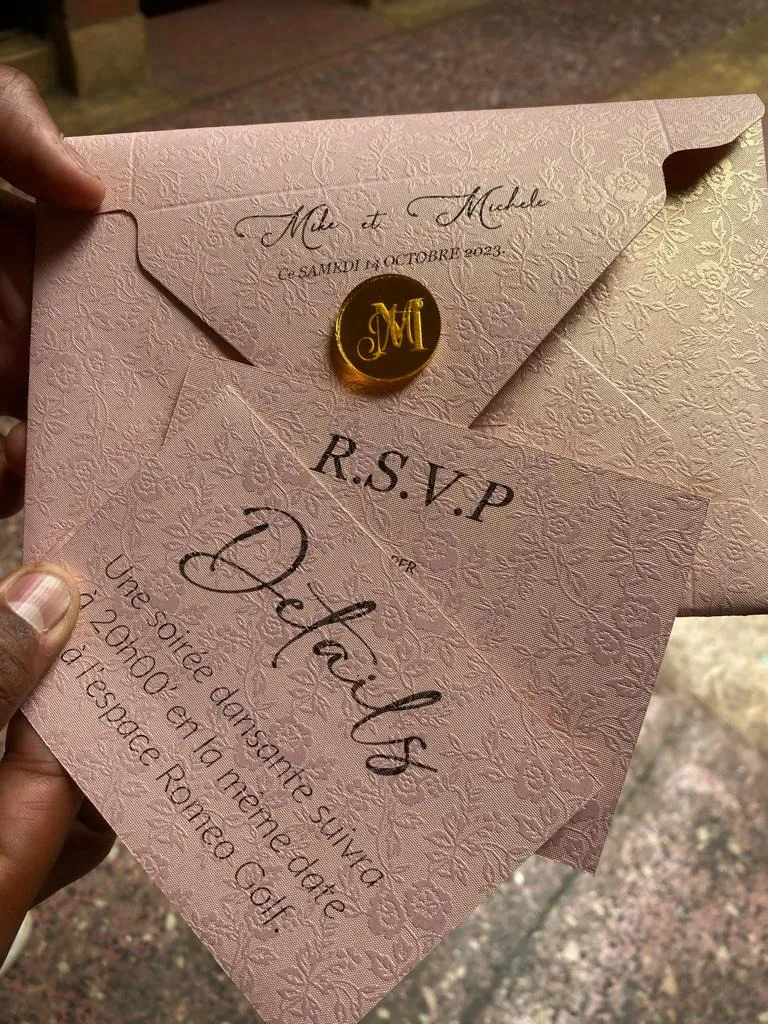 Mike et Michele
Ce SAMEDI 14 OCTOBRE 2023.
M
R.S.V.P
Details
Une soirée dansante suivra
à 20h00' en la même date
à l'espace Romeo Golf.